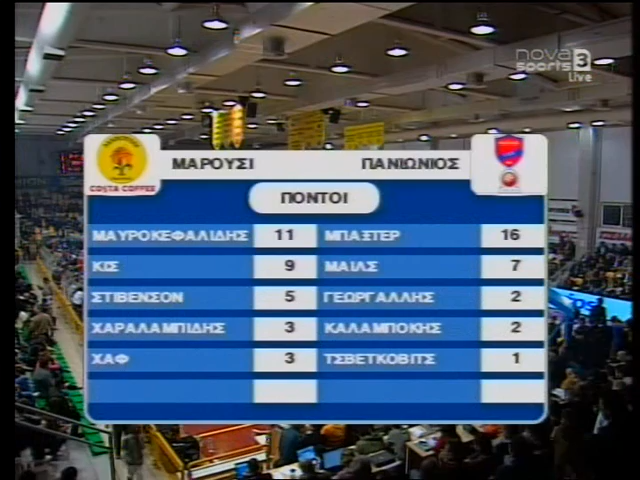 nova
sports 3
Live
ΜΑΡΟΥΣΙ ΠΑΝΙΩΝΙΟΣ
COSTA COFFEE
ΠΟΝΤΟΙ
ΜΑΥΡΟΚΕΦΑΛΙΔΗΣ 11 ΜΠΑΞΤΕΡ 16
ΚΙΣ 9 ΜΑΙΛΣ 7
ΣΤΙΒΕΝΣΟΝ 5 ΓΕΩΡΓΑΛΛΗΣ 2
ΧΑΡΑΛΑΜΠΙΔΗΣ 3 ΚΑΛΑΜΠΟΚΗΣ 2
ΧΑΦ 3 ΤΣΒΕΤΚΟΒΙΤΣ 1